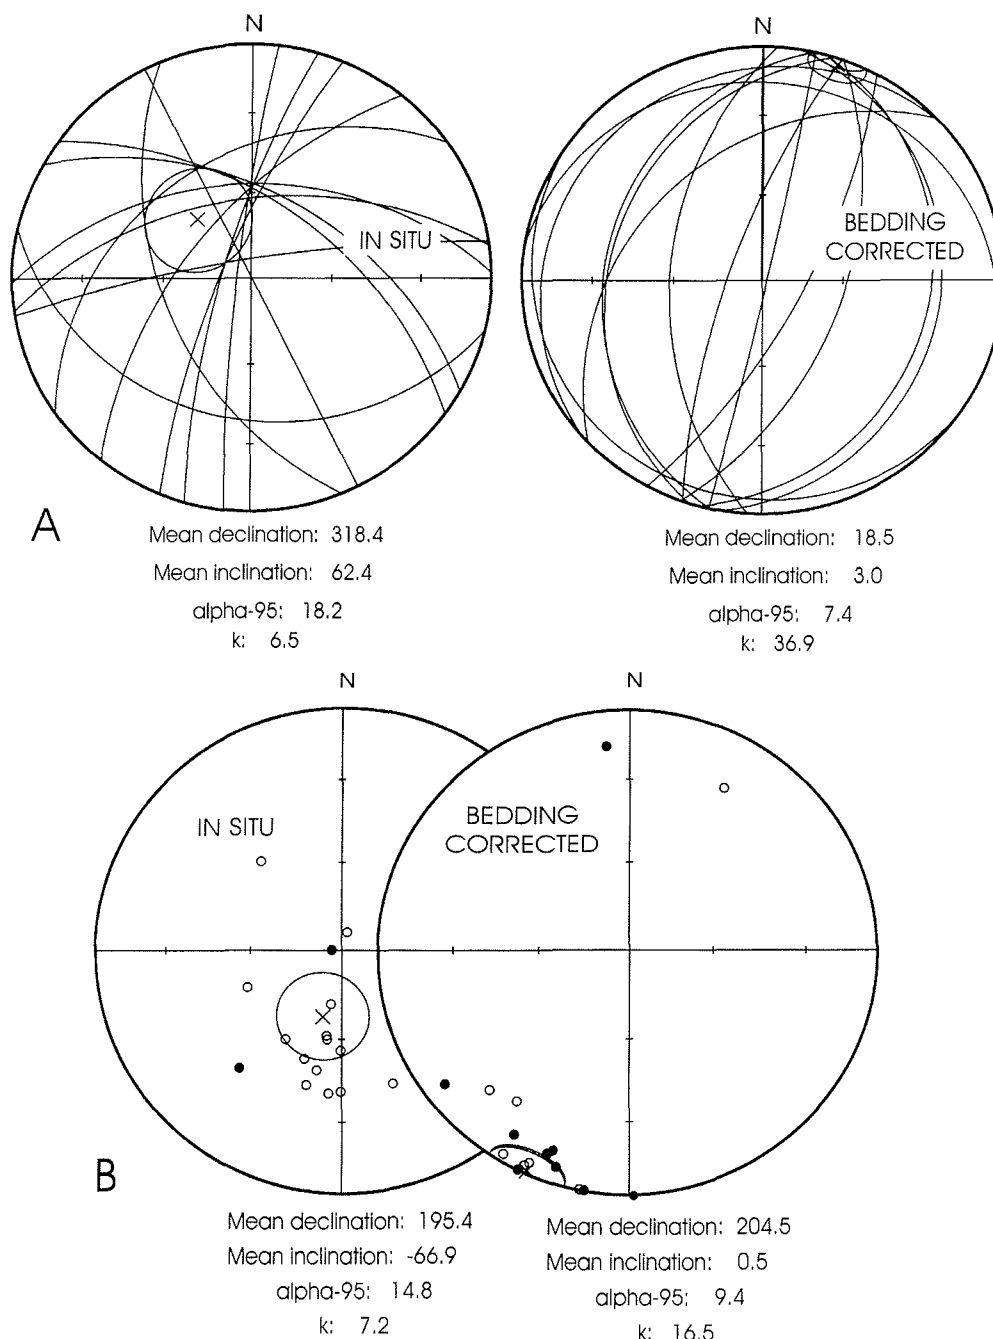 N
N
IN SITU
BEDDING
CORRECTED
A
Mean declination: 318.4
Mean inclination: 62.4
alpha-95: 18.2
k: 6.5
Mean declination: 18.5
Mean inclination: 3.0
alpha-95: 7.4
k: 36.9
N
N
IN SITU
BEDDING
CORRECTED
B
Mean declination: 195.4
Mean inclination: -66.9
alpha-95: 14.8
k: 7.2
Mean declination: 204.5
Mean inclination: 0.5
alpha-95: 9.4
k: 16.5